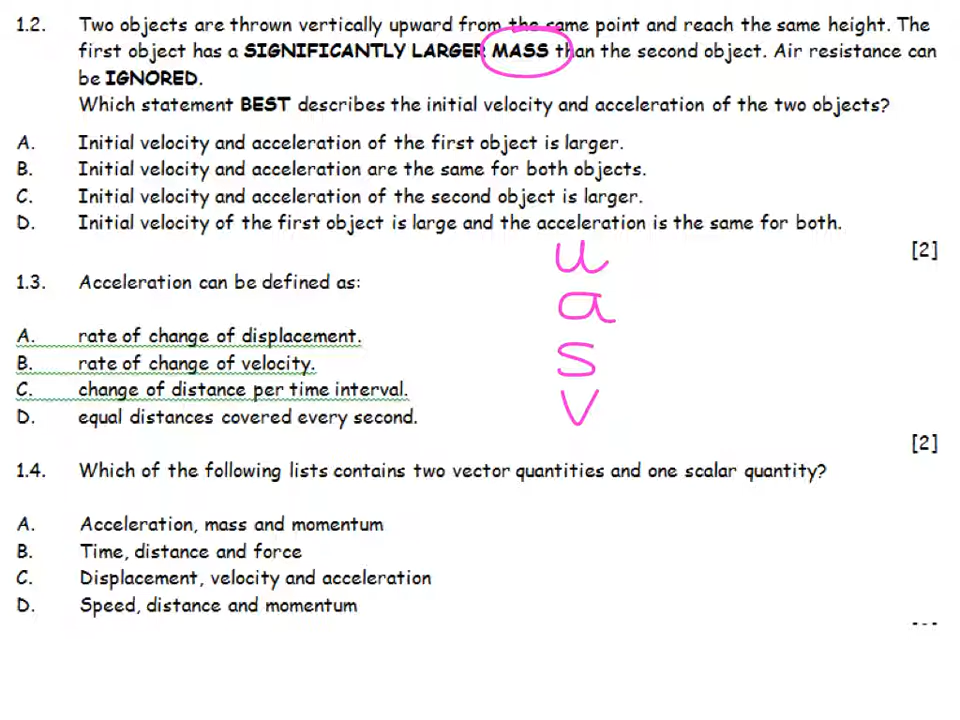 1.2. Two objects are thrown vertically upward from the same point and reach the same height. The
first object has a SIGNIFICANTLY LARGER MASS than the second object. Air resistance can
be IGNORED.
Which statement BEST describes the initial velocity and acceleration of the two objects?
A. Initial velocity and acceleration of the first object is larger.
B. Initial velocity and acceleration are the same for both objects.
C. Initial velocity and acceleration of the second object is larger.
D. Initial velocity of the first object is large and the acceleration is the same for both.
[2]
u
1.3. Acceleration can be defined as:
a
A. rate of change of displacement.
B. rate of change of velocity.
s
C. change of distance per time interval.
D. equal distances covered every second.
v
[2]
1.4. Which of the following lists contains two vector quantities and one scalar quantity?
A. Acceleration, mass and momentum
B. Time, distance and force
C. Displacement, velocity and acceleration
D. Speed, distance and momentum